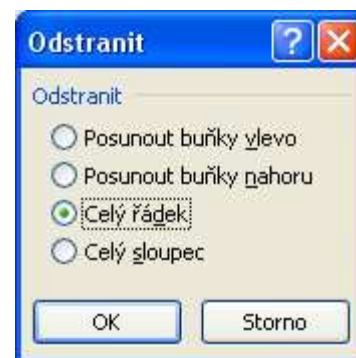 Odstranit
Odstranit
Posunout buňky vlevo
Posunout buňky nahoru
Celý řádek
Celý sloupec
OK Storno